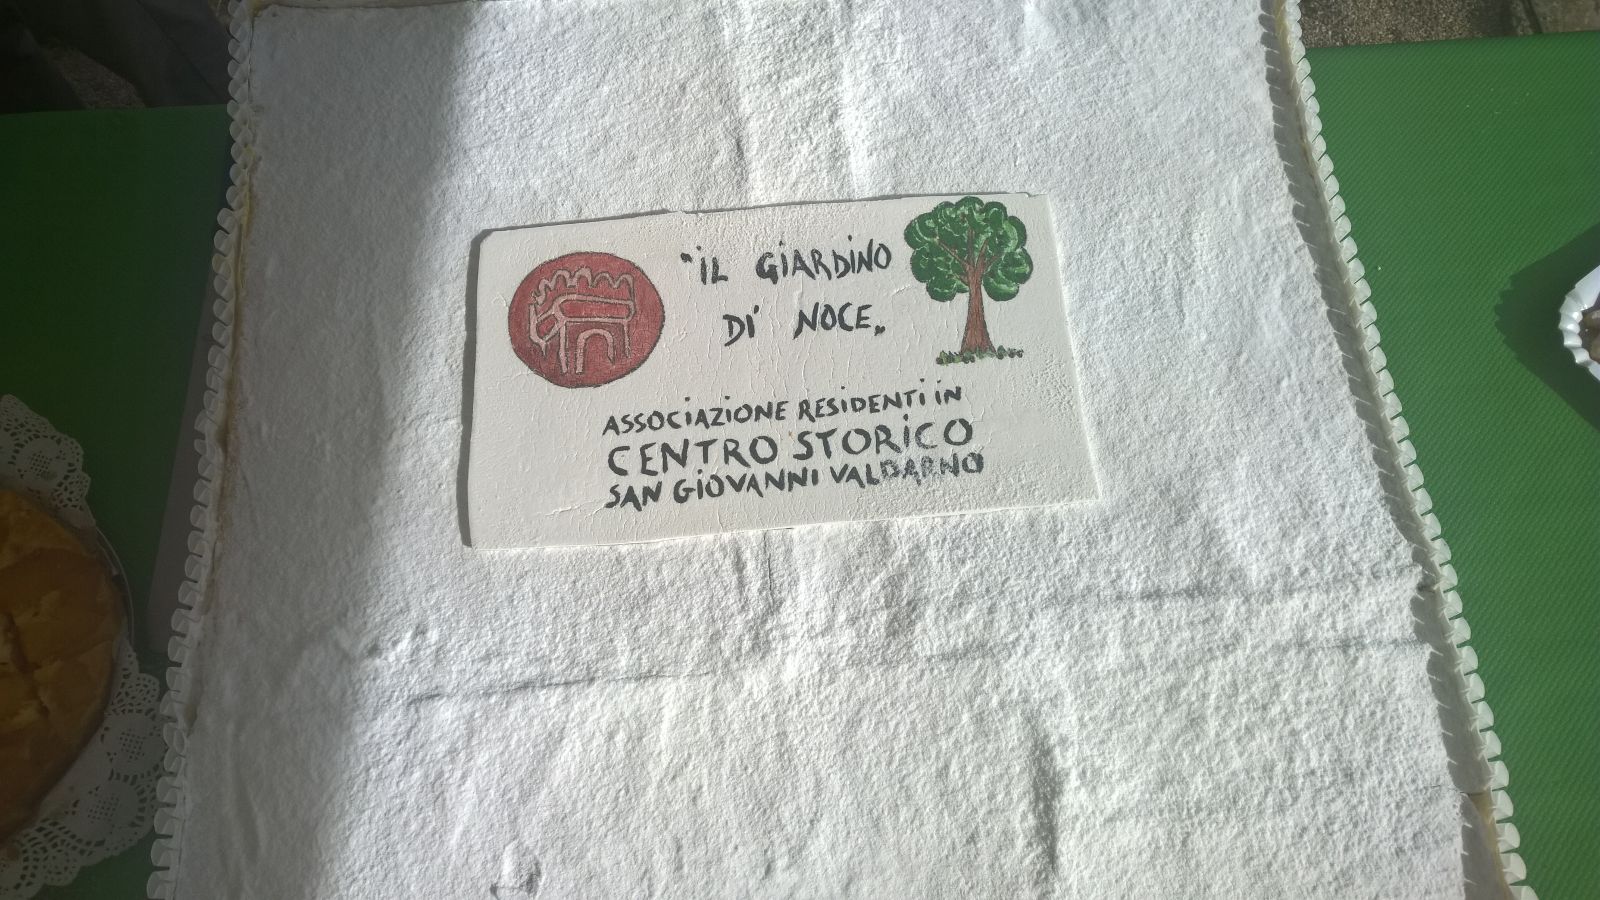 "IL GIARDINO
DI NOCE"
ASSOCIAZIONE RESIDENTI IN
CENTRO STORICO
SAN GIOVANNI VALDARNO